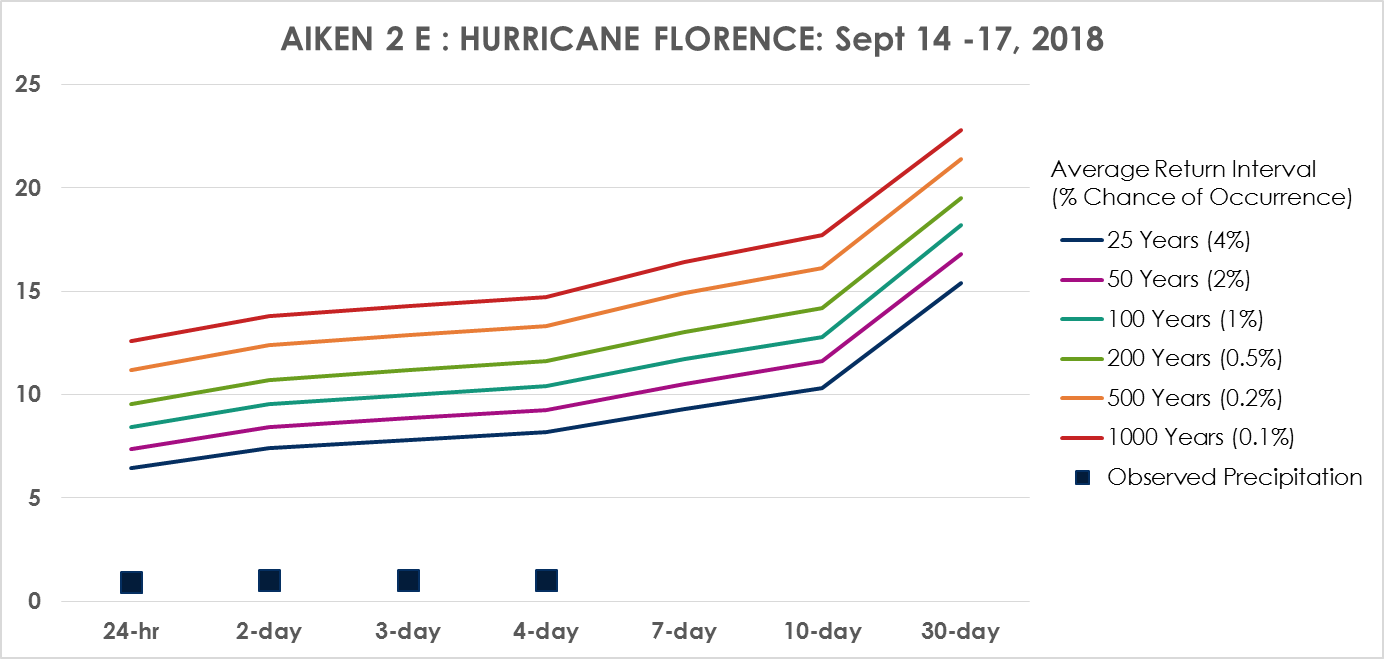 AIKEN 2 E : HURRICANE FLORENCE: Sept 14 -17, 2018
25
20
15
10
5
0
24-hr 2-day 3-day 4-day 7-day 10-day 30-day
Average Return Interval
(% Chance of Occurrence)
25 Years (4%)
50 Years (2%)
100 Years (1%)
200 Years (0.5%)
500 Years (0.2%)
1000 Years (0.1%)
Observed Precipitation